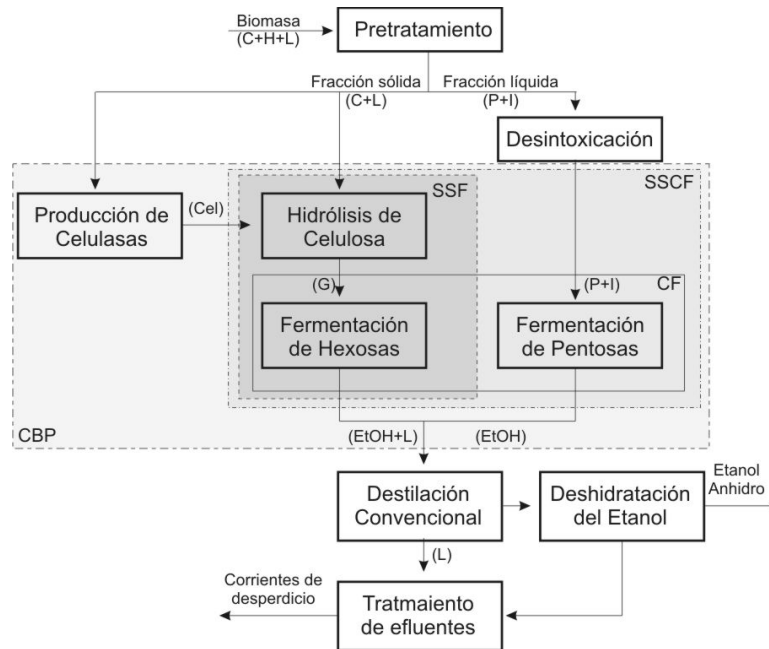 Biomasa
(C+H+L)
Pretratamiento
Fracción sólida
(C+L)
Fracción líquida
(P+I)
Desintoxicación
SSF
SSCF
Producción de
Celulasas
(Cel)
Hidrólisis de
Celulosa
(G)
(P+I)
CF
Fermentación
de Hexosas
Fermentación
de Pentosas
CBP
(EtOH+L)
(EtOH)
Destilación
Convencional
Deshidratación
del Etanol
Etanol
Anhidro
(L)
Corrientes de
desperdicio
Tratmaiento
de efluentes